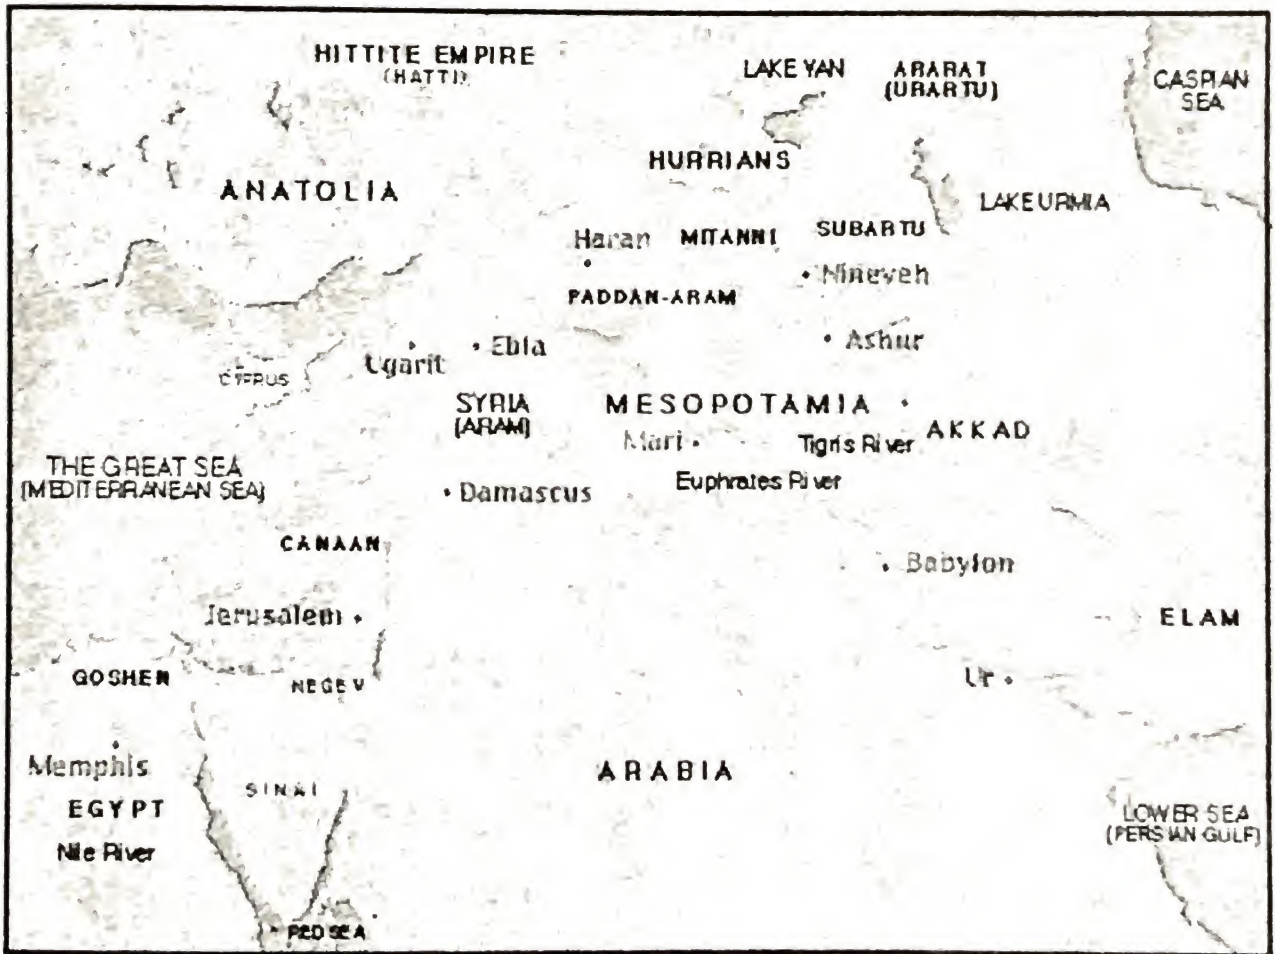 HITTITE EMPIRE
(HATTI)
LAKE VAN
ARARAT
(URARTU)
CASPIAN
SEA
HURRIANS
ANATOLIA
LAKE URMIA
Haran
MITANNI
SUBARTU
Nineveh
PADDAN-ARAM
Ugarit
Ebla
Ashur
CYPRUS
SYRIA
(ARAM)
MESOPOTAMIA
Mari
Tigris River
AKKAD
THE GREAT SEA
(MEDITERRANEAN SEA)
Euphrates River
Damascus
CANAAN
Babylon
Jerusalem
ELAM
GOSHEN
NEGEV
Ur
Memphis
ARABIA
SINAI
EGYPT
LOWER SEA
(PERSIAN GULF)
Nile River
RED SEA